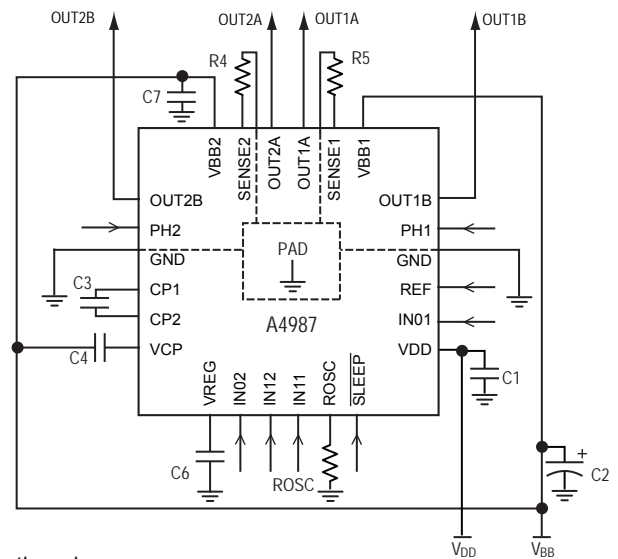 OUT2B
OUT2A
OUT1A
OUT1B
R4
R5
C7
VBB2
SENSE2
OUT2A
OUT1A
SENSE1
VBB1
OUT2B
OUT1B
PH2
PH1
PAD
GND
GND
C3
CP1
REF
CP2
IN01
A4987
C4
VCP
VDD
VREG
IN02
IN12
IN11
ROSC
SLEEP
C1
C6
ROSC
+
C2
VDD
VBB